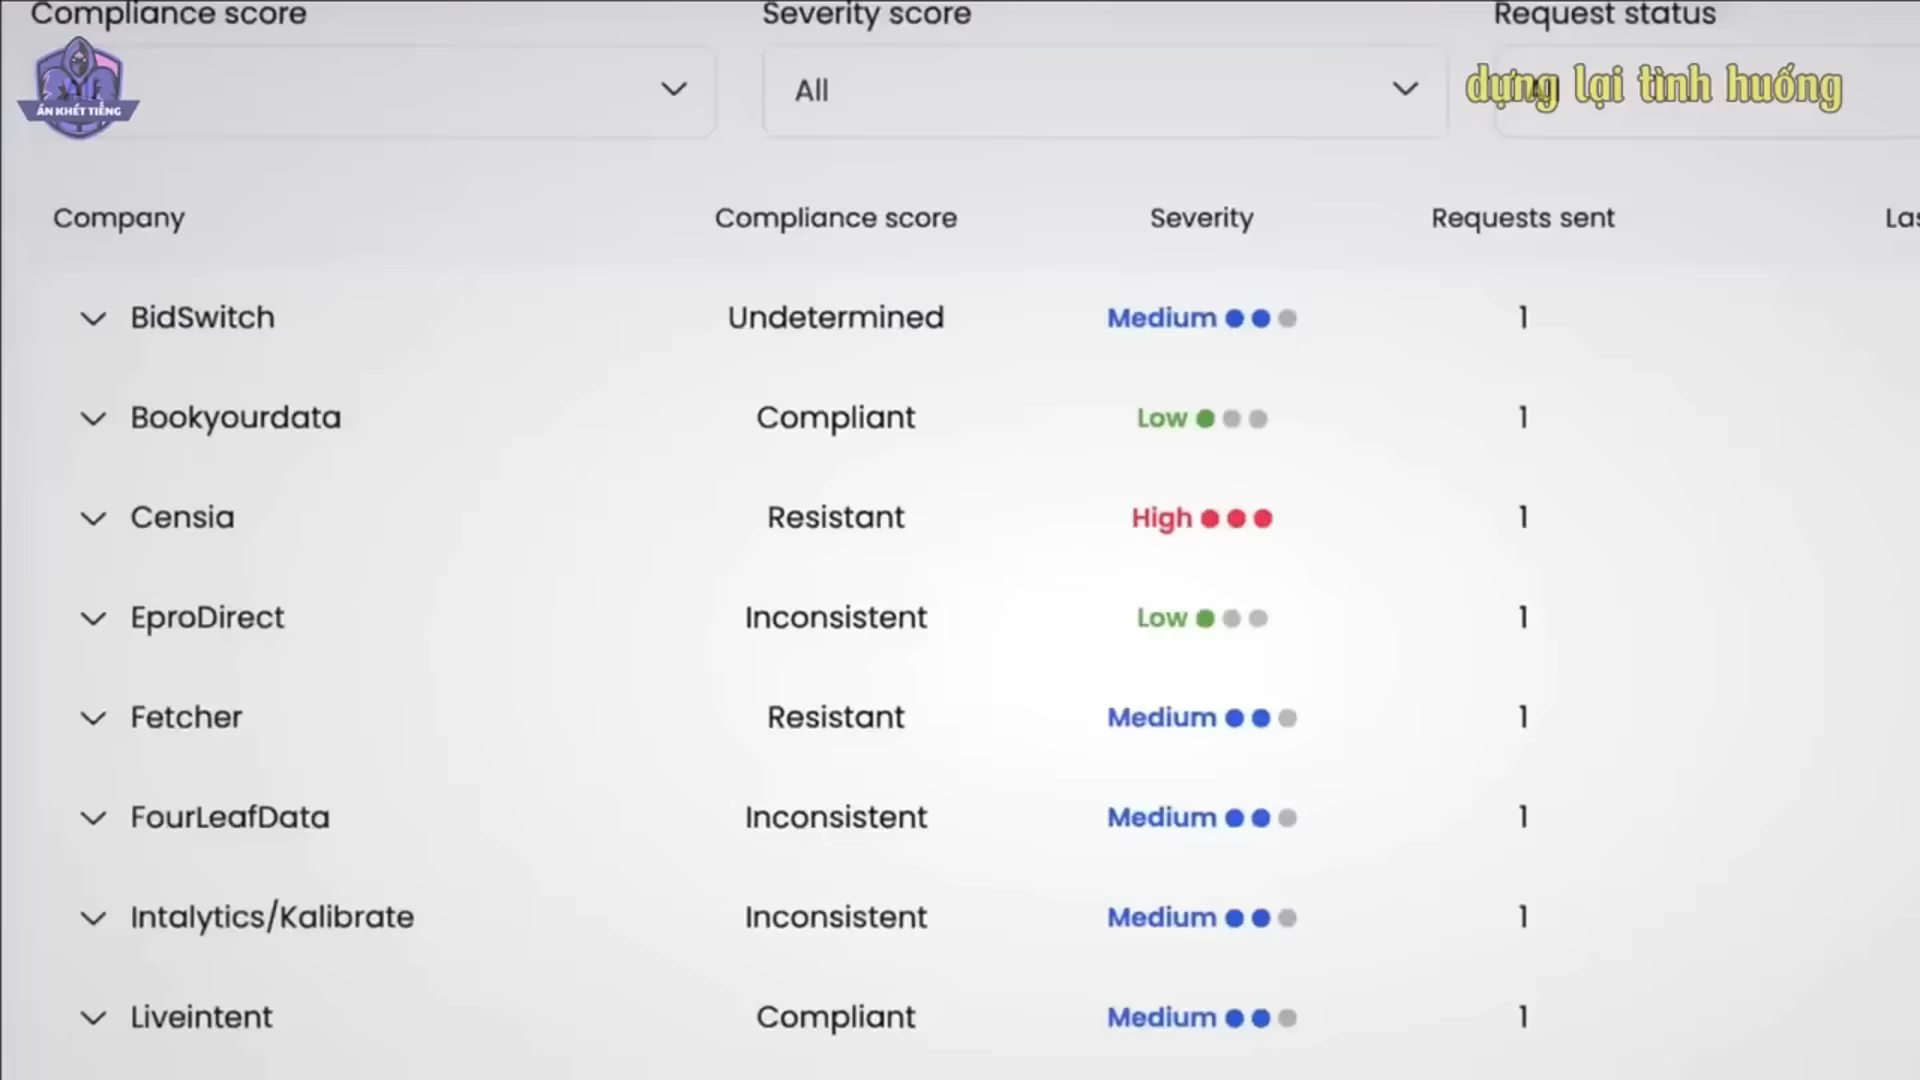 Compliance score Severity score Request status
ÁN KHÉT TIẾNG
All
dựng lại tình huống
Company Compliance score Severity Requests sent
BidSwitch Undetermined Medium 1
Bookyourdata Compliant Low 1
Censia Resistant High 1
EproDirect Inconsistent Low 1
Fetcher Resistant Medium 1
FourLeafData Inconsistent Medium 1
Intalytics/Kalibrate Inconsistent Medium 1
Liveintent Compliant Medium 1